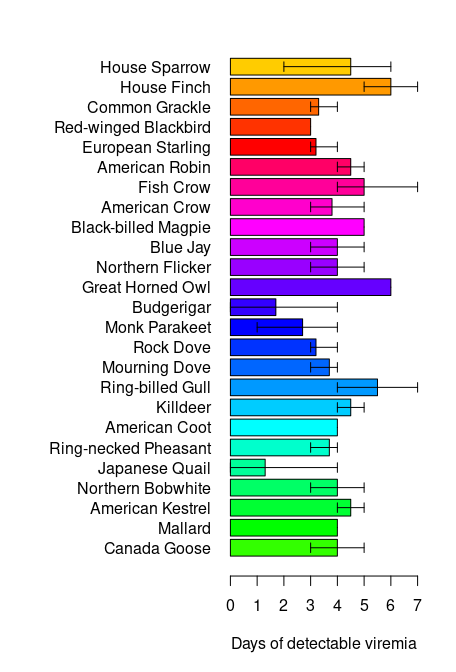 House Sparrow
House Finch
Common Grackle
Red-winged Blackbird
European Starling
American Robin
Fish Crow
American Crow
Black-billed Magpie
Blue Jay
Northern Flicker
Great Horned Owl
Budgerigar
Monk Parakeet
Rock Dove
Mourning Dove
Ring-billed Gull
Killdeer
American Coot
Ring-necked Pheasant
Japanese Quail
Northern Bobwhite
American Kestrel
Mallard
Canada Goose
0 1 2 3 4 5 6 7
Days of detectable viremia